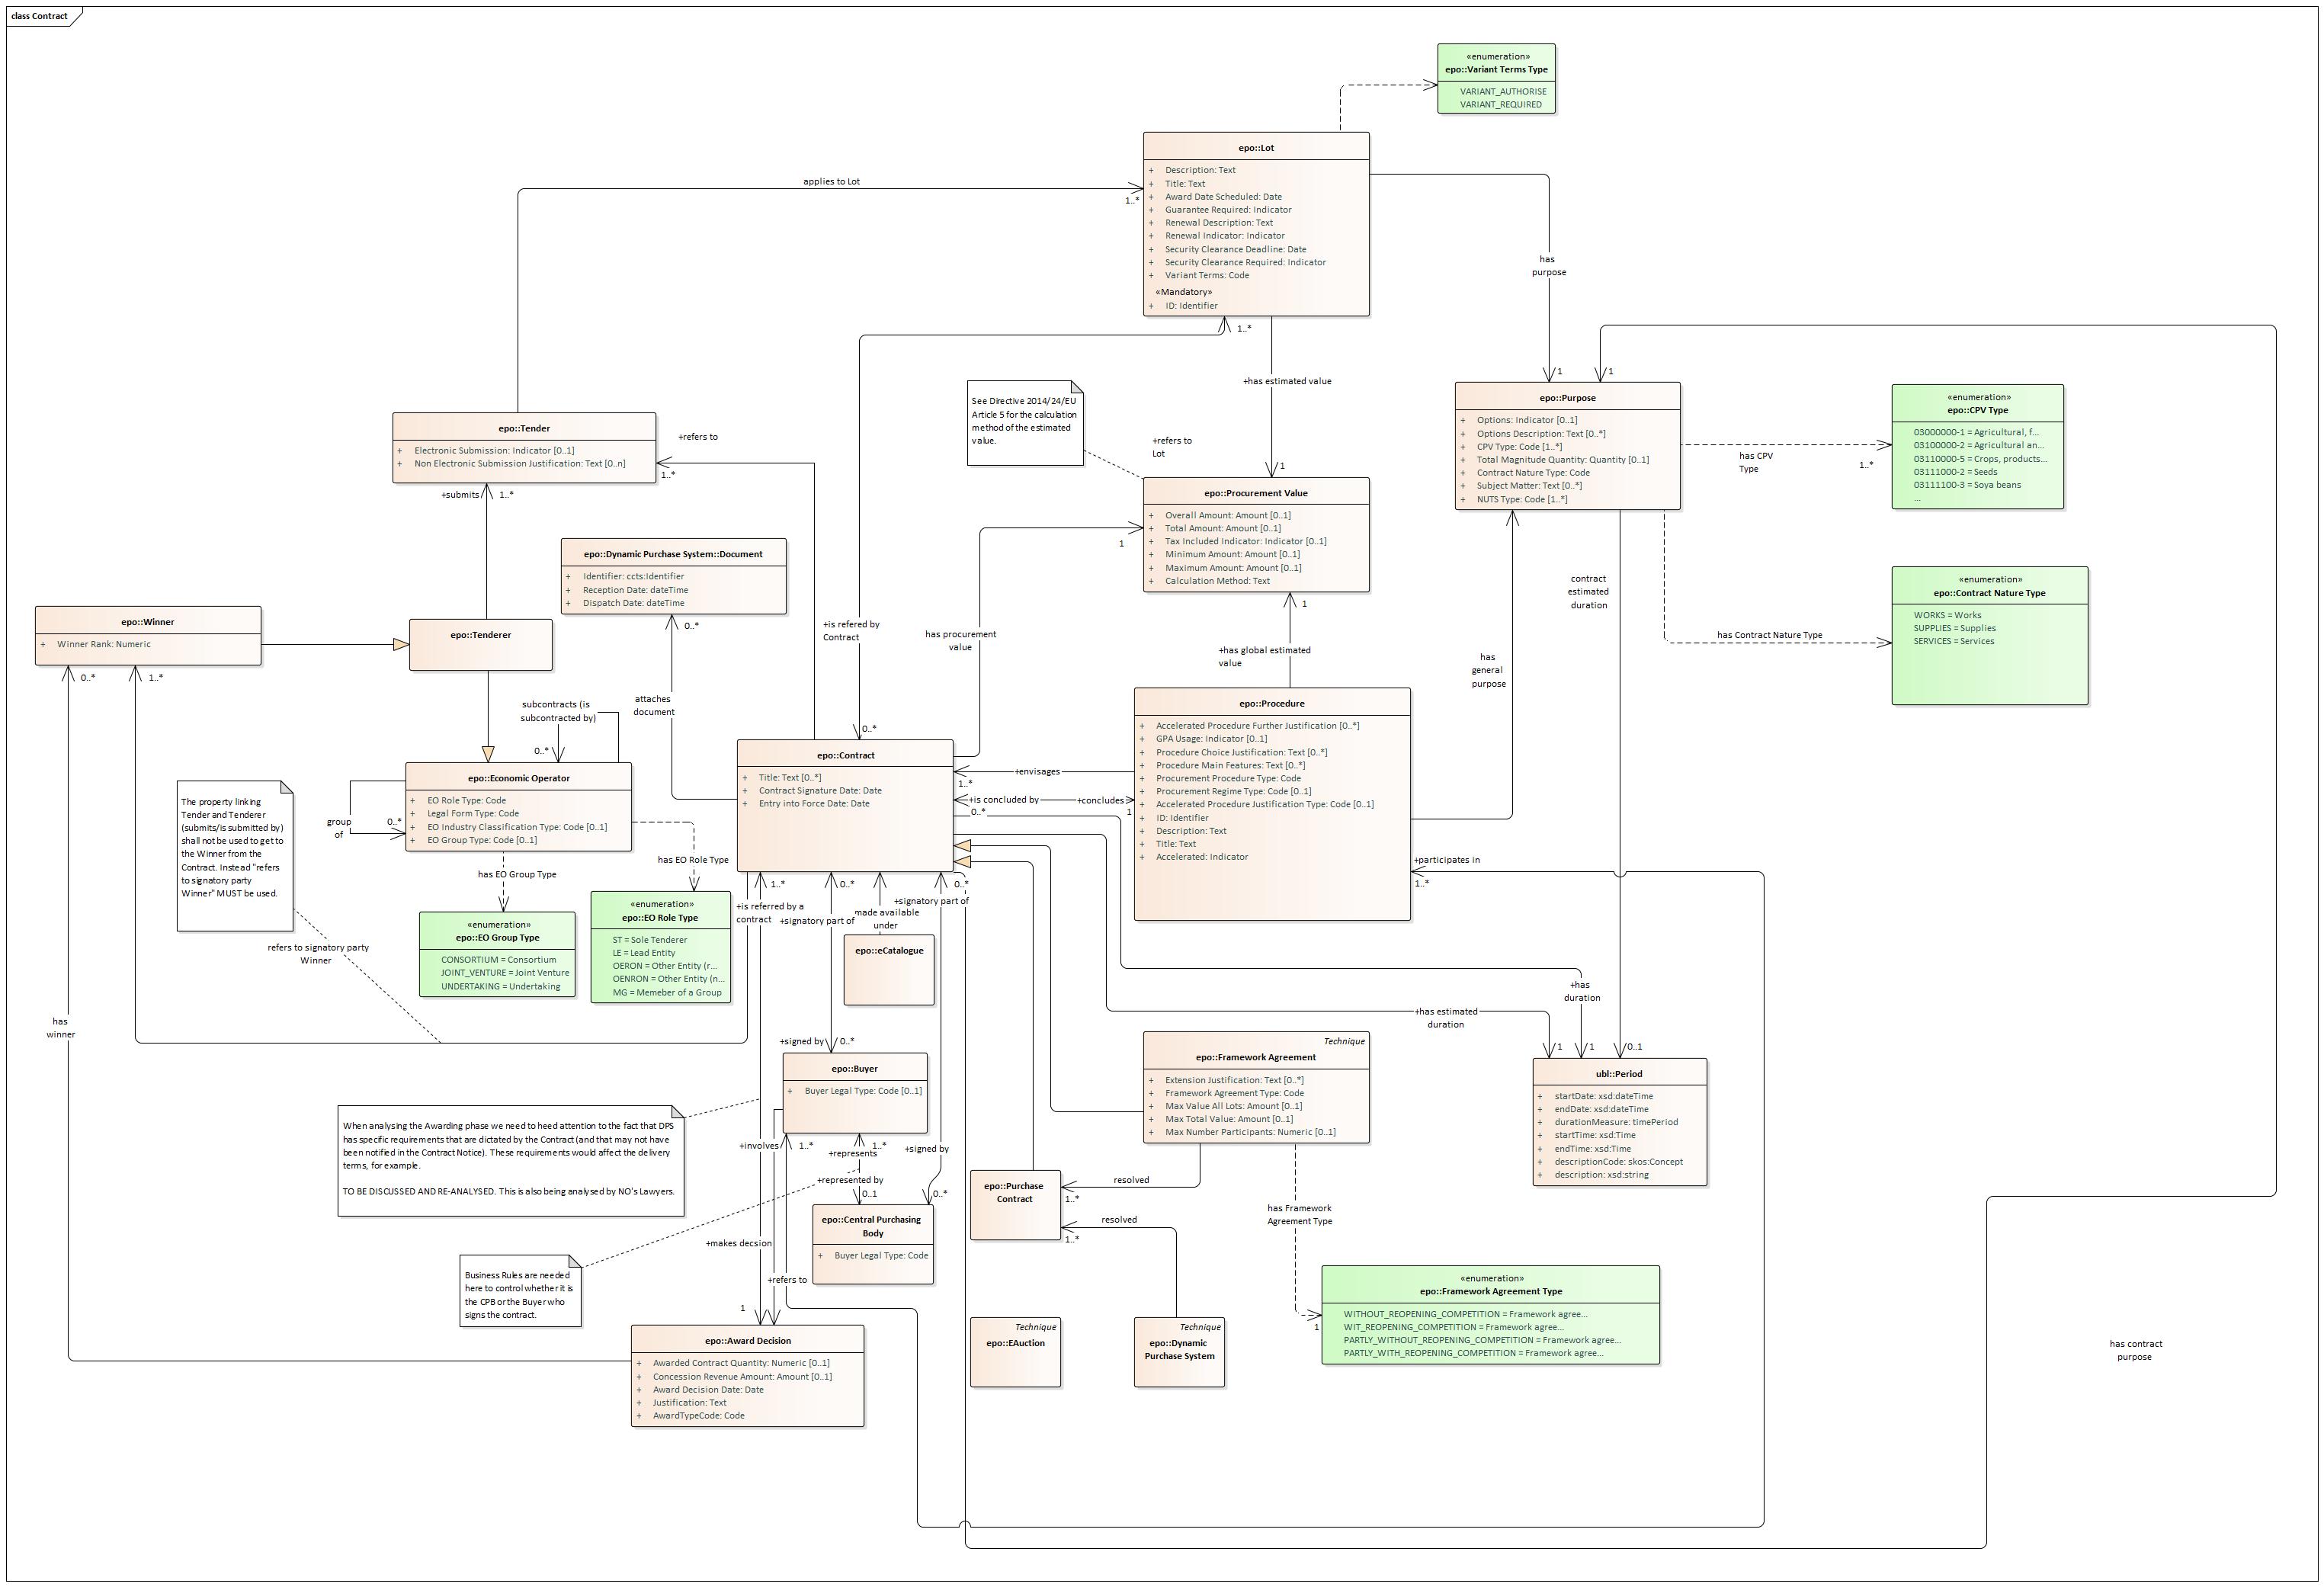 class Contract
«enumeration»
epo::Variant Terms Type
VARIANT_AUTHORISE
VARIANT_REQUIRED
epo::Lot
+ Description: Text
+ Title: Text
+ Award Date Scheduled: Date
+ Guarantee Required: Indicator
+ Renewal Description: Text
+ Renewal Indicator: Indicator
+ Security Clearance Deadline: Date
+ Security Clearance Required: Indicator
+ Variant Terms: Code
«Mandatory»
+ ID: Identifier
applies to Lot
1..*
has
purpose
1..*
+has estimated value
1
1
1
See Directive 2014/24/EU
Article 5 for the calculation
method of the estimated
value.
+refers to
Lot
epo::Purpose
+ Options: Indicator [0..1]
+ Options Description: Text [0..*]
+ CPV Type: Code [1..*]
+ Total Magnitude Quantity: Quantity [0..1]
+ Contract Nature Type: Code
+ Subject Matter: Text [0..*]
+ NUTS Type: Code [1..*]
has CPV
Type
1..*
«enumeration»
epo::CPV Type
03000000-1 = Agricultural, f...
03100000-2 = Agricultural an...
03110000-5 = Crops, products...
03111000-2 = Seeds
03111100-3 = Soya beans
...
epo::Tender
+ Electronic Submission: Indicator [0..1]
+ Non Electronic Submission Justification: Text [0..n]
+refers to
1..*
+submits
1..*
epo::Procurement Value
+ Overall Amount: Amount [0..1]
+ Total Amount: Amount [0..1]
+ Tax Included Indicator: Indicator [0..1]
+ Minimum Amount: Amount [0..1]
+ Maximum Amount: Amount [0..1]
+ Calculation Method: Text
1
1
epo::Dynamic Purchase System::Document
+ Identifier: ccts:Identifier
+ Reception Date: dateTime
+ Dispatch Date: dateTime
0..*
contract
estimated
duration
«enumeration»
epo::Contract Nature Type
WORKS = Works
SUPPLIES = Supplies
SERVICES = Services
has Contract Nature Type
epo::Winner
+ Winner Rank: Numeric
0..*
1..*
epo::Tenderer
+is refered by
Contract
has procurement
value
+has global estimated
value
has
general
purpose
subcontracts (is
subcontracted by)
0..*
attaches
document
0..*
epo::Contract
+ Title: Text [0..*]
+ Contract Signature Date: Date
+ Entry into Force Date: Date
epo::Procedure
+ Accelerated Procedure Further Justification [0..*]
+ GPA Usage: Indicator [0..1]
+ Procedure Choice Justification: Text [0..*]
+ Procedure Main Features: Text [0..*]
+ Procurement Procedure Type: Code
+ Procurement Regime Type: Code [0..1]
+ Accelerated Procedure Justification Type: Code [0..1]
+ ID: Identifier
+ Description: Text
+ Title: Text
+ Accelerated: Indicator
+envisages
1..*
+is concluded by
+concludes
0..*
1
+participates in
1..*
epo::Economic Operator
+ EO Role Type: Code
+ Legal Form Type: Code
+ EO Industry Classification Type: Code [0..1]
+ EO Group Type: Code [0..1]
group
of
0..*
The property linking
Tender and Tenderer
(submits/is submitted by)
shall not be used to get to
the Winner from the
Contract. Instead "refers
to signatory party
Winner" MUST be used.
has EO Role Type
has EO Group Type
«enumeration»
epo::EO Group Type
CONSORTIUM = Consortium
JOINT_VENTURE = Joint Venture
UNDERTAKING = Undertaking
«enumeration»
epo::EO Role Type
ST = Sole Tenderer
LE = Lead Entity
OERON = Other Entity (r...
OENRON = Other Entity (n...
MG = Memeber of a Group
refers to signatory party
Winner
+is referred by a
contract
1..*
+signatory part of
0..*
made available
under
+signatory part of
0..*
epo::eCatalogue
has
winner
+has
duration
+has estimated
duration
1
1
0..1
+signed by
0..*
epo::Buyer
+ Buyer Legal Type: Code [0..1]
Technique
epo::Framework Agreement
+ Extension Justification: Text [0..*]
+ Framework Agreement Type: Code
+ Max Value All Lots: Amount [0..1]
+ Max Total Value: Amount [0..1]
+ Max Number Participants: Numeric [0..1]
ubl::Period
+ startDate: xsd:dateTime
+ endDate: xsd:dateTime
+ durationMeasure: timePeriod
+ startTime: xsd:Time
+ endTime: xsd:Time
+ descriptionCode: skos:Concept
+ description: xsd:string
When analysing the Awarding phase we need to heed attention to the fact that DPS
has specific requirements that are dictated by the Contract (and that may not have
been notified in the Contract Notice). These requirements would affect the delivery
terms, for example.
TO BE DISCUSSED AND RE-ANALYSED. This is also being analysed by NO's Lawyers.
+involves
1..*
1..*
+represents
+signed by
+represented by
0..1
0..*
epo::Central Purchasing
Body
+ Buyer Legal Type: Code
epo::Purchase
Contract
resolved
1..*
resolved
1..*
has Framework
Agreement Type
+makes decsion
+refers to
1
Business Rules are needed
here to control whether it is
the CPB or the Buyer who
signs the contract.
epo::Award Decision
+ Awarded Contract Quantity: Numeric [0..1]
+ Concession Revenue Amount: Amount [0..1]
+ Award Decision Date: Date
+ Justification: Text
+ AwardTypeCode: Code
Technique
epo::EAuction
Technique
epo::Dynamic
Purchase System
1
«enumeration»
epo::Framework Agreement Type
WITHOUT_REOPENING_COMPETITION = Framework agree...
WIT_REOPENING_COMPETITION = Framework agree...
PARTLY_WITHOUT_REOPENING_COMPETITION = Framework agree...
PARTLY_WITH_REOPENING_COMPETITION = Framework agree...
has contract
purpose